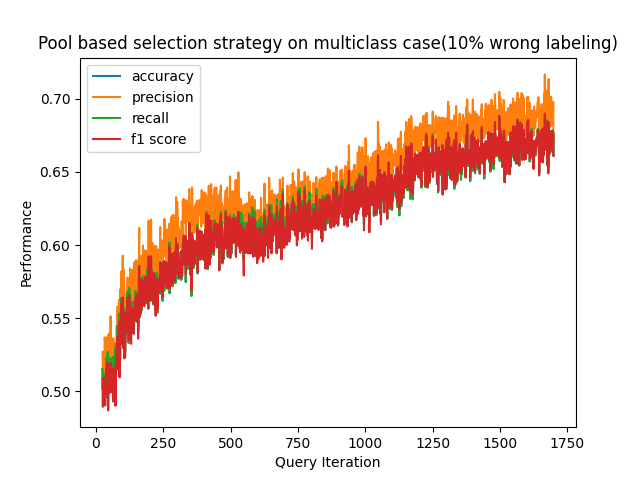 Pool based selection strategy on multiclass case(10% wrong labeling)
accuracy
precision
recall
f1 score
0.70
0.65
0.60
0.55
0.50
Performance
0
250
500
750
1000
1250
1500
1750
Query Iteration